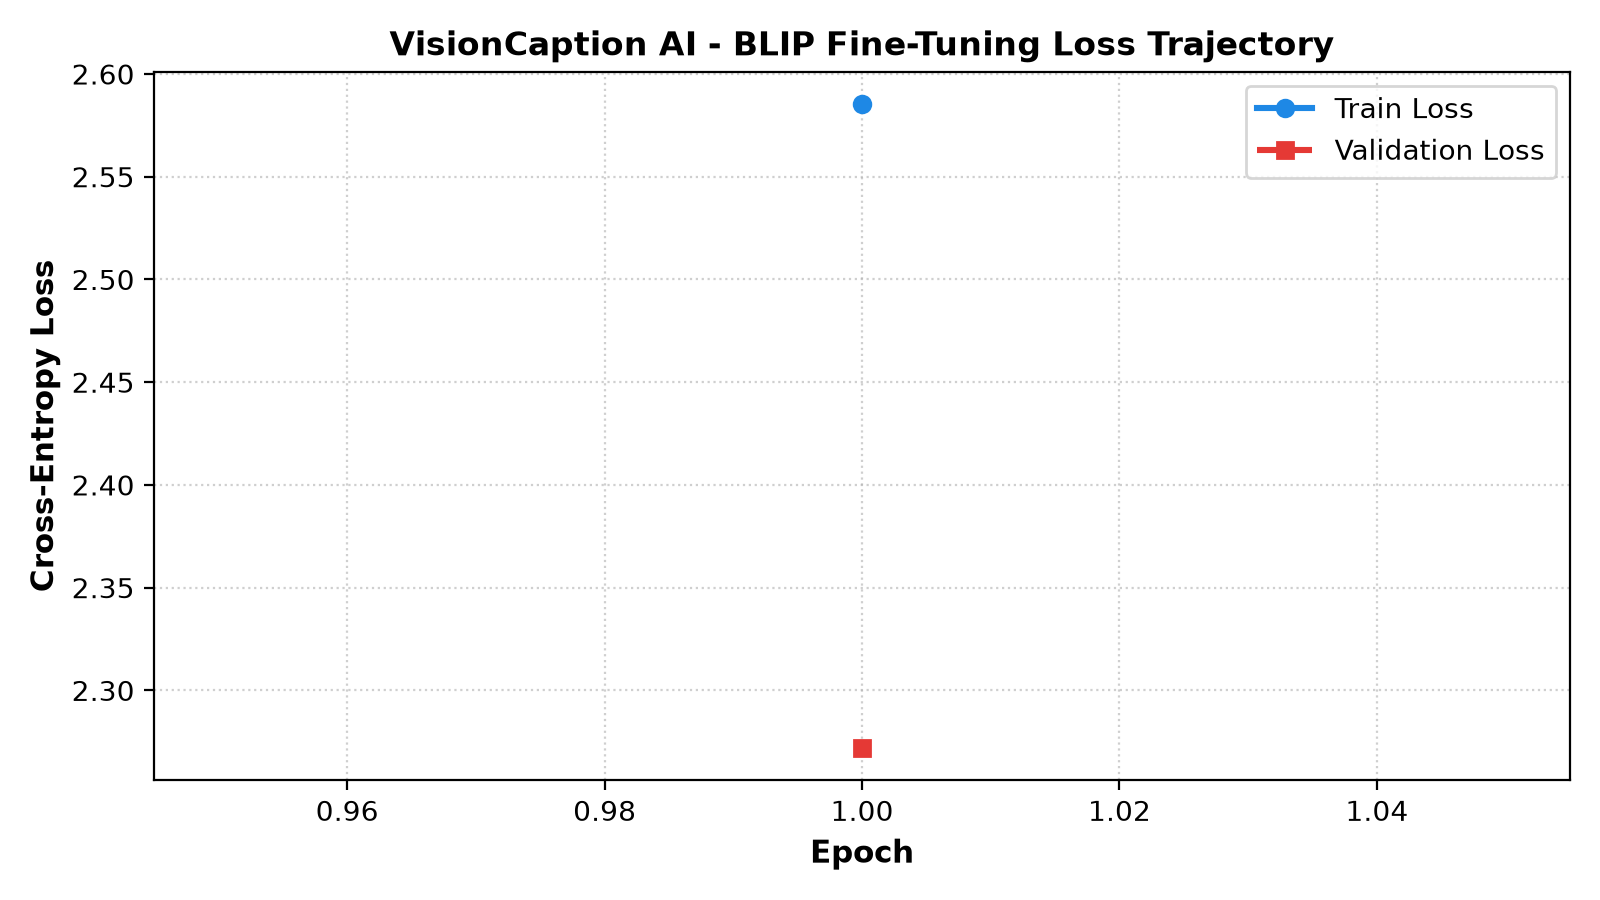 VisionCaption AI - BLIP Fine-Tuning Loss Trajectory
Train Loss
Validation Loss
Cross-Entropy Loss
2.60
2.55
2.50
2.45
2.40
2.35
2.30
0.96 0.98 1.00 1.02 1.04
Epoch